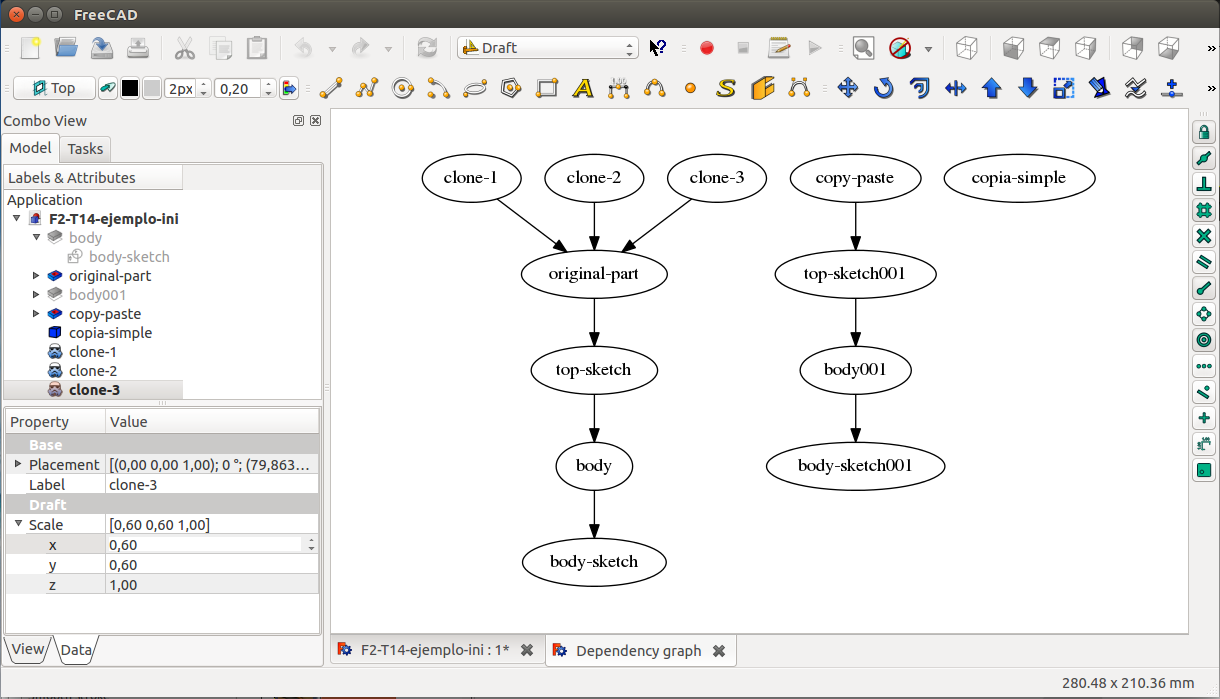 FreeCAD
Draft
Top
2px
0,20
Combo View
Model
Tasks
Labels & Attributes
Application
F2-T14-ejemplo-ini
body
body-sketch
original-part
body001
copy-paste
copia-simple
clone-1
clone-2
clone-3
Property
Value
Base
Placement
[(0,00 0,00 1,00); 0 °; (79,863...
Label
clone-3
Draft
Scale
[0,60 0,60 1,00]
x
0,60
y
0,60
z
1,00
View
Data
clone-1
clone-2
clone-3
copy-paste
copia-simple
original-part
top-sketch001
top-sketch
body001
body
body-sketch001
body-sketch
F2-T14-ejemplo-ini : 1*
Dependency graph
280.48 x 210.36 mm